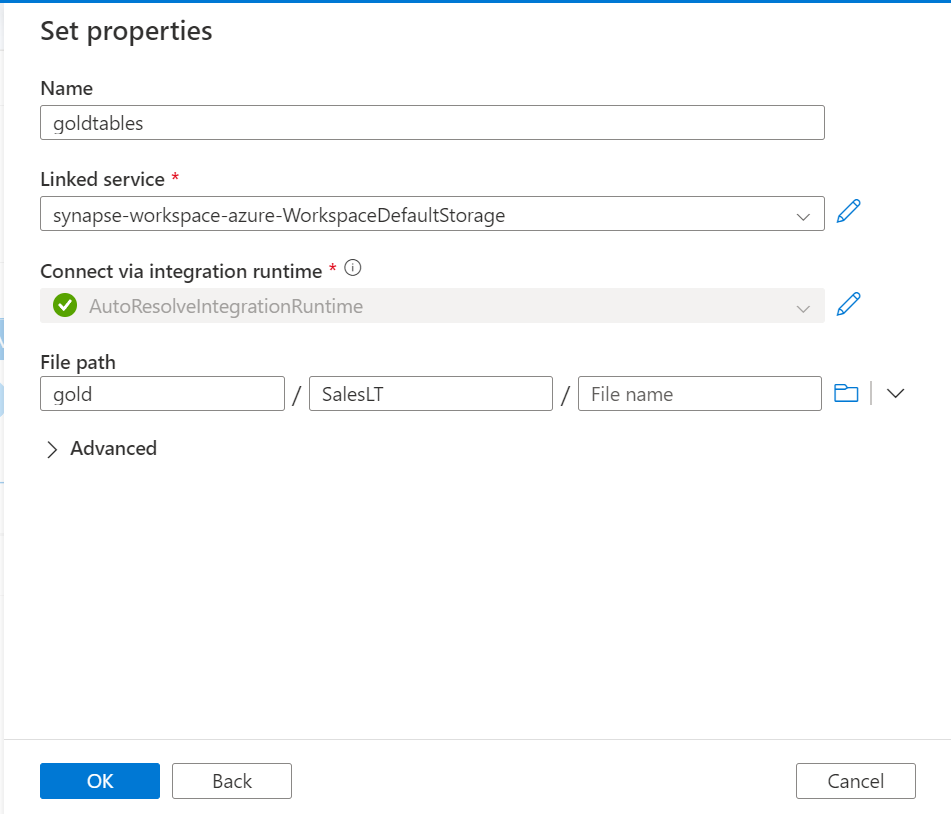 Set properties
Name
goldtables
Linked service *
synapse-workspace-azure-WorkspaceDefaultStorage
Connect via integration runtime *
AutoResolveIntegrationRuntime
File path
gold / SalesLT / File name
Advanced
OK Back Cancel